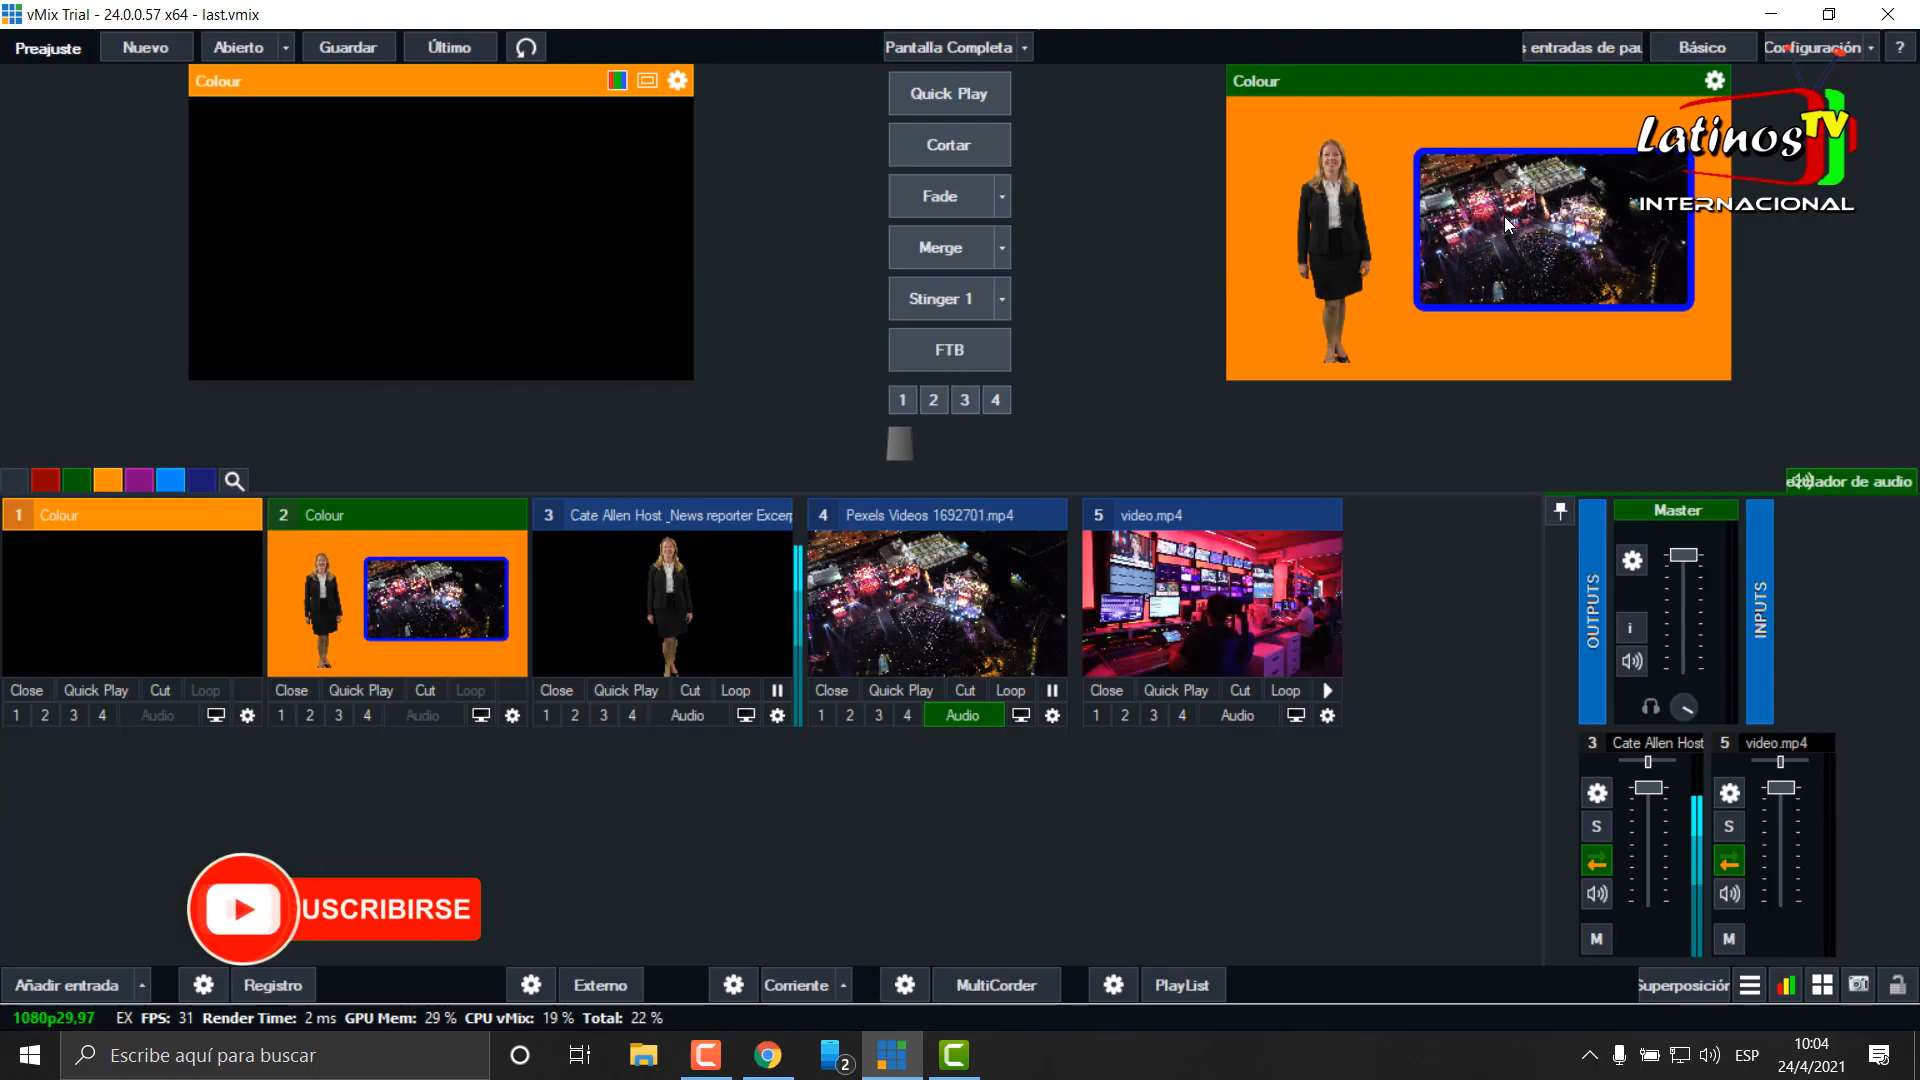 vMix Trial - 24.0.0.57 x64 - last.vmix
Preajuste Nuevo Abierto Guardar Último Pantalla Completa entradas de pau Básico Configuración ?
Colour
Colour
Quick Play
Cortar
Fade
Merge
Stinger 1
FTB
1 2 3 4
Latinos TV
INTERNACIONAL
ezclador de audio
1 Colour
2 Colour
3 Cate Allen Host _News reporter Excerp
4 Pexels Videos 1692701.mp4
5 video.mp4
Close Quick Play Cut Loop
Close Quick Play Cut Loop
Close Quick Play Cut Loop
Close Quick Play Cut Loop
Close Quick Play Cut Loop
1 2 3 4 Audio
1 2 3 4 Audio
1 2 3 4 Audio
1 2 3 4 Audio
1 2 3 4 Audio
Master
OUTPUTS
i
INPUTS
3 Cate Allen Host
5 video.mp4
S S
M M
USCRIBIRSE
Añadir entrada Registro Externo Corriente MultiCorder PlayList Superposición
1080p29,97 EX FPS: 31 Render Time: 2 ms GPU Mem: 29 % CPU vMix: 19 % Total: 22 %
Escribe aquí para buscar
2
ESP
10:04
24/4/2021